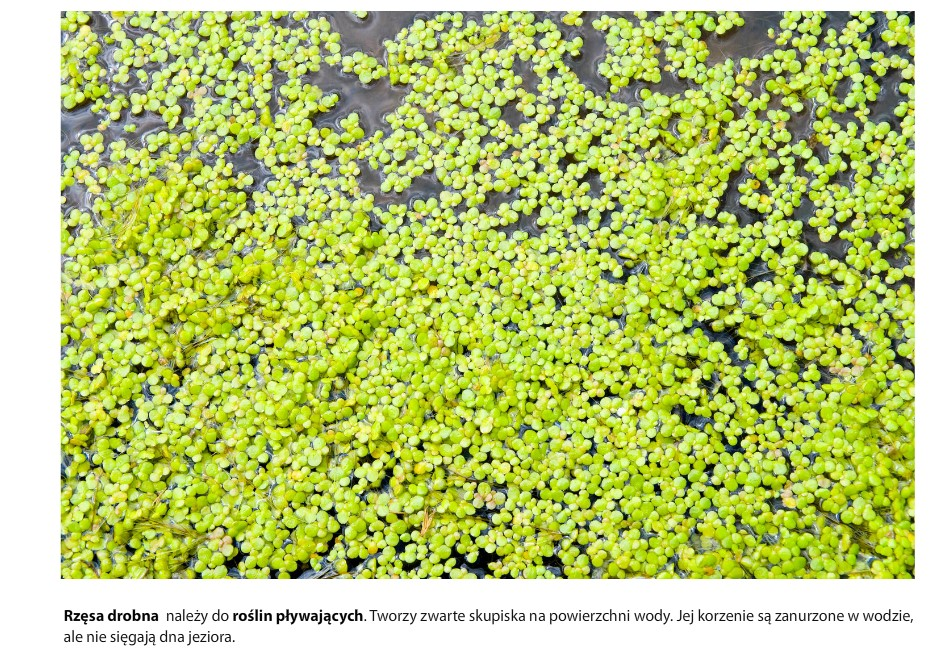 Rzęsa drobna należy do roślin pływających. Tworzy zwarte skupiska na powierzchni wody. Jej korzenie są zanurzone w wodzie,
ale nie sięgają dna jeziora.